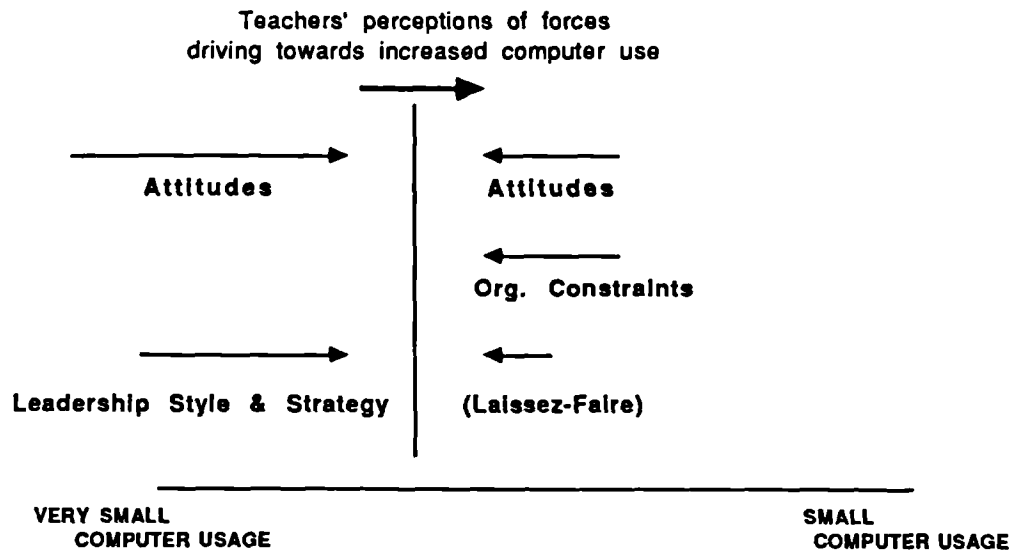 Teachers' perceptions of forces
driving towards increased computer use
Attitudes
Attitudes
Org. Constraints
Leadership Style & Strategy
(Laissez-Faire)
VERY SMALL
COMPUTER USAGE
SMALL
COMPUTER USAGE